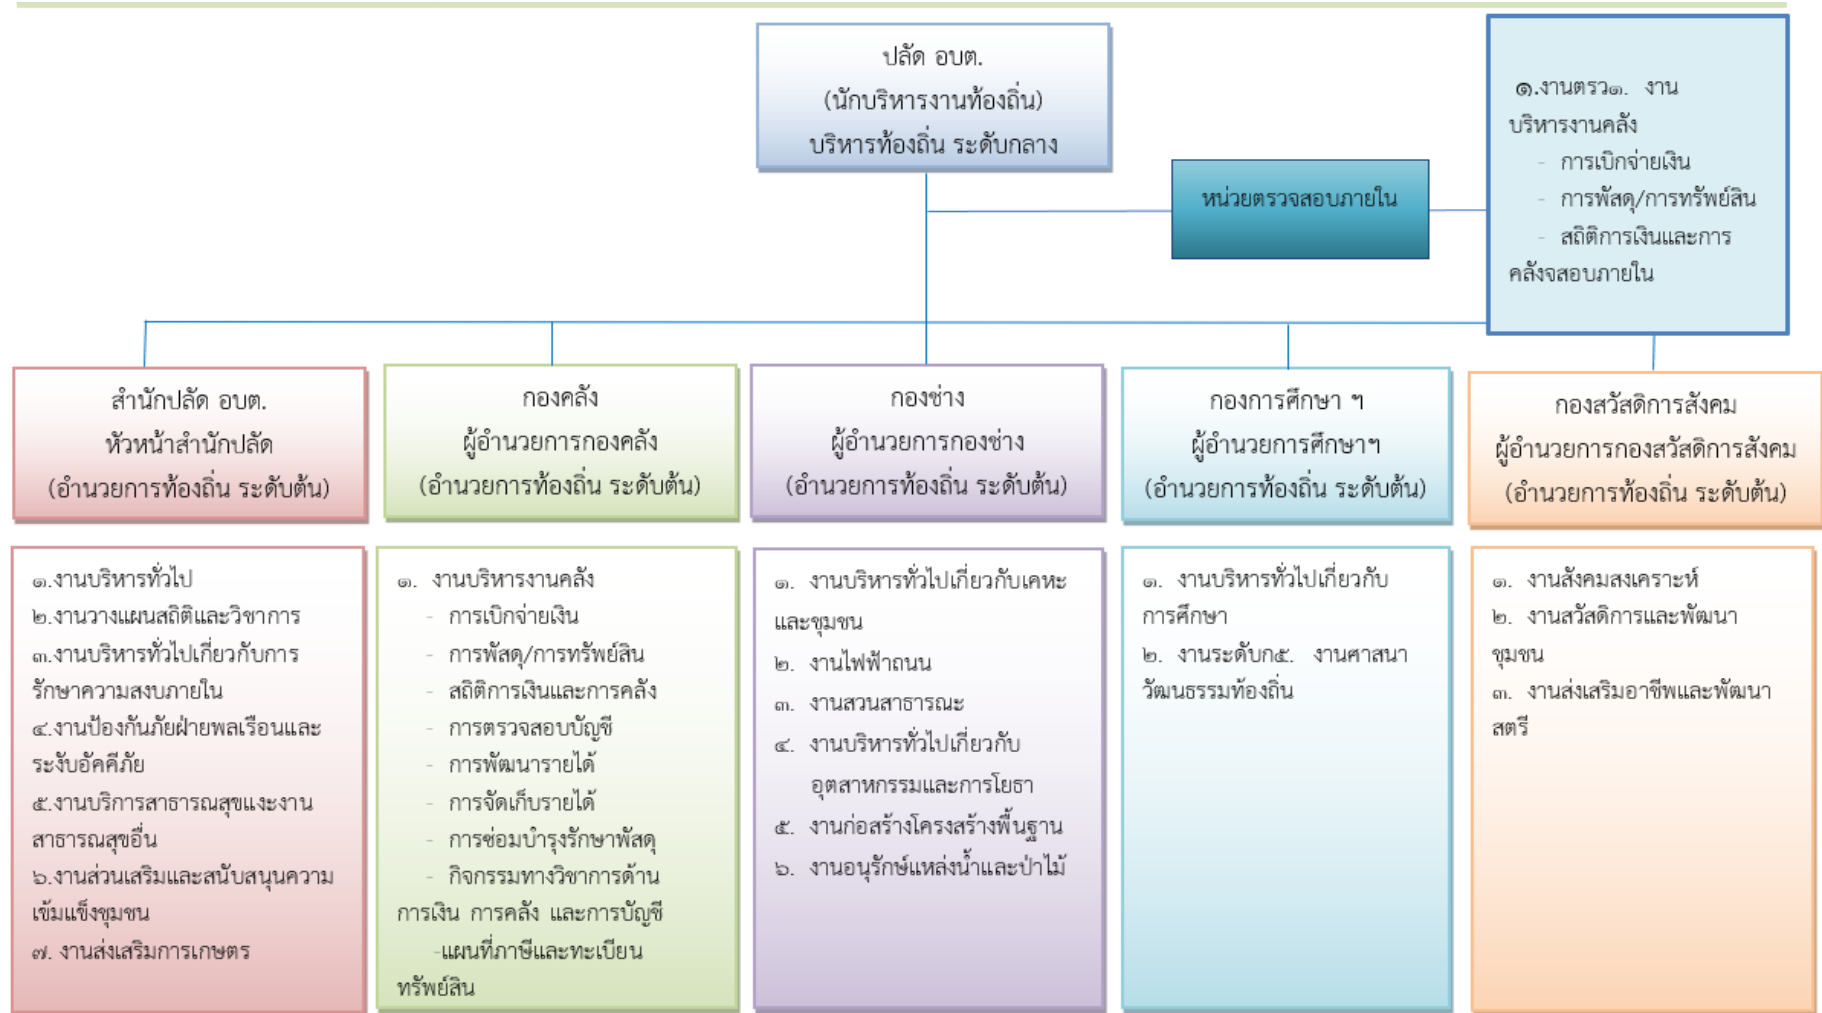 ปลัด อบต.
(นักบริหารงานท้องถิ่น)
บริหารท้องถิ่น ระดับกลาง
หน่วยตรวจสอบภายใน
๑.งานตรว๑. งาน
บริหารงานคลัง
- การเบิกจ่ายเงิน
- การพัสดุ/การทรัพย์สิน
- สถิติการเงินและการ
คลังจสอบภายใน
สำนักปลัด อบต.
หัวหน้าสำนักปลัด
(อำนวยการท้องถิ่น ระดับต้น)
กองคลัง
ผู้อำนวยการกองคลัง
(อำนวยการท้องถิ่น ระดับต้น)
กองช่าง
ผู้อำนวยการกองช่าง
(อำนวยการท้องถิ่น ระดับต้น)
กองการศึกษา ฯ
ผู้อำนวยการศึกษาฯ
(อำนวยการท้องถิ่น ระดับต้น)
กองสวัสดิการสังคม
ผู้อำนวยการกองสวัสดิการสังคม
(อำนวยการท้องถิ่น ระดับต้น)
๑.งานบริหารทั่วไป
๒.งานวางแผนสถิติและวิชาการ
๓.งานบริหารทั่วไปเกี่ยวกับการ
รักษาความสงบภายใน
๔.งานป้องกันภัยฝ่ายพลเรือนและ
ระงับอัคคีภัย
๕.งานบริการสาธารณสุขแงะงาน
สาธารณสุขอื่น
๖.งานส่วนเสริมและสนับสนุนความ
เข้มแข็งชุมชน
๗. งานส่งเสริมการเกษตร
๑. งานบริหารงานคลัง
- การเบิกจ่ายเงิน
- การพัสดุ/การทรัพย์สิน
- สถิติการเงินและการคลัง
- การตรวจสอบบัญชี
- การพัฒนารายได้
- การจัดเก็บรายได้
- การซ่อมบำรุงรักษาพัสดุ
- กิจกรรมทางวิชาการด้าน
การเงิน การคลัง และการบัญชี
-แผนที่ภาษีและทะเบียน
ทรัพย์สิน
๑. งานบริหารทั่วไปเกี่ยวกับเคหะ
และชุมชน
๒. งานไฟฟ้าถนน
๓. งานสวนสาธารณะ
๔. งานบริหารทั่วไปเกี่ยวกับ
อุตสาหกรรมและการโยธา
๕. งานก่อสร้างโครงสร้างพื้นฐาน
๖. งานอนุรักษ์แหล่งน้ำและป่าไม้
๑. งานบริหารทั่วไปเกี่ยวกับ
การศึกษา
๒. งานระดับก๕. งานศาสนา
วัฒนธรรมท้องถิ่น
๑. งานสังคมสงเคราะห์
๒. งานสวัสดิการและพัฒนา
ชุมชน
๓. งานส่งเสริมอาชีพและพัฒนา
สตรี